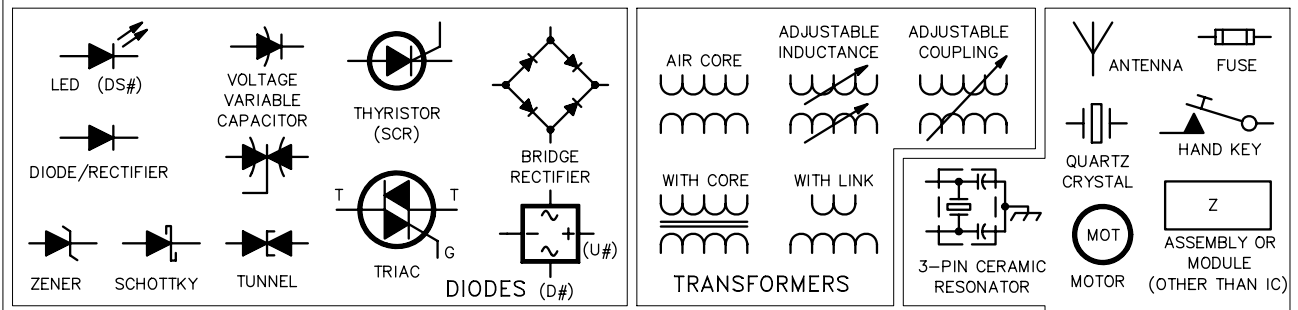 LED (DS#)
DIODE/RECTIFIER
ZENER
SCHOTTKY
VOLTAGE
VARIABLE
CAPACITOR
TUNNEL
THYRISTOR
(SCR)
T
T
G
TRIAC
BRIDGE
RECTIFIER
~
- +
~
(U#)
DIODES (D#)
AIR CORE
ADJUSTABLE
INDUCTANCE
ADJUSTABLE
COUPLING
WITH CORE
WITH LINK
TRANSFORMERS
3-PIN CERAMIC
RESONATOR
ANTENNA
FUSE
QUARTZ
CRYSTAL
HAND KEY
MOT
MOTOR
Z
ASSEMBLY OR
MODULE
(OTHER THAN IC)